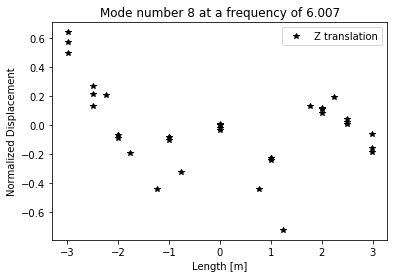 Mode number 8 at a frequency of 6.007
Z translation
Normalized Displacement
0.6
0.4
0.2
0.0
−0.2
−0.4
−0.6
−3 −2 −1 0 1 2 3
Length [m]